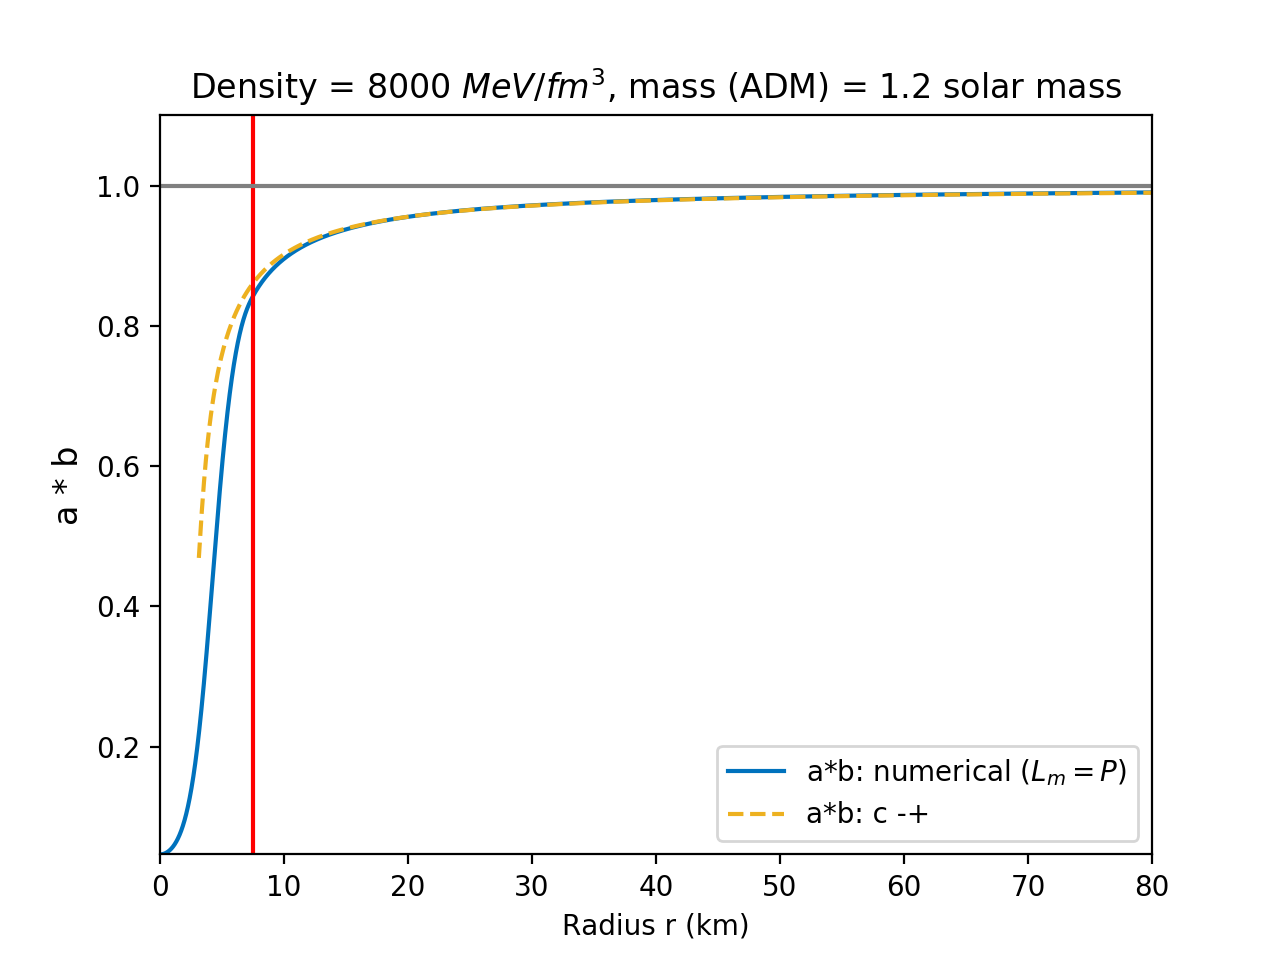 Density = 8000 MeV/fm³, mass (ADM) = 1.2 solar mass
a * b
1.0
0.8
0.6
0.4
0.2
a*b: numerical (Lₘ = P)
a*b: c -+
0 10 20 30 40 50 60 70 80
Radius r (km)